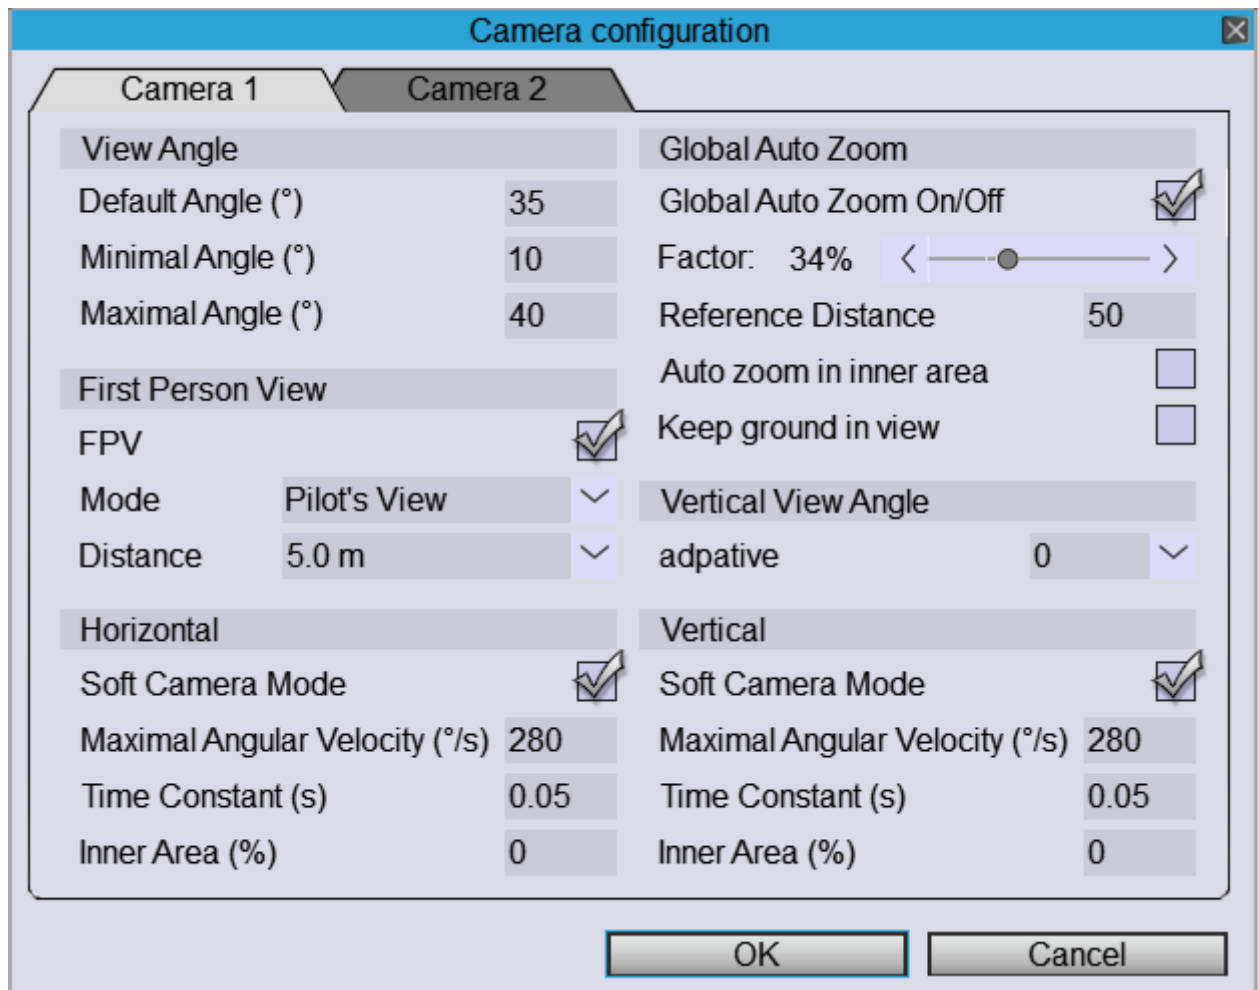 Camera configuration
Camera 1
Camera 2
View Angle
Default Angle (°) 35
Minimal Angle (°) 10
Maximal Angle (°) 40
First Person View
FPV
Mode Pilot's View
Distance 5.0 m
Horizontal
Soft Camera Mode
Maximal Angular Velocity (°/s) 280
Time Constant (s) 0.05
Inner Area (%) 0
Global Auto Zoom
Global Auto Zoom On/Off
Factor: 34%
Reference Distance 50
Auto zoom in inner area
Keep ground in view
Vertical View Angle
adpative 0
Vertical
Soft Camera Mode
Maximal Angular Velocity (°/s) 280
Time Constant (s) 0.05
Inner Area (%) 0
OK
Cancel